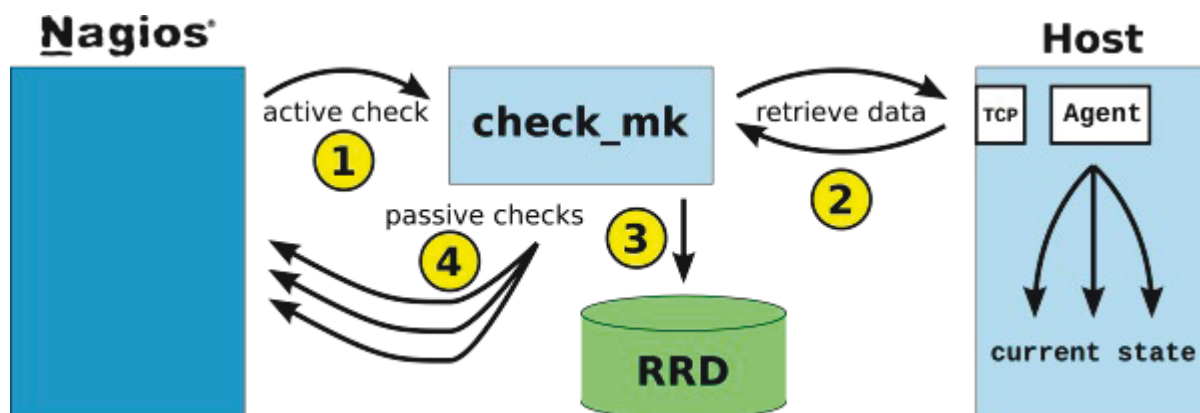 Nagios®
Host
active check
1
check_mk
retrieve data
2
TCP
Agent
passive checks
4
3
RRD
current state